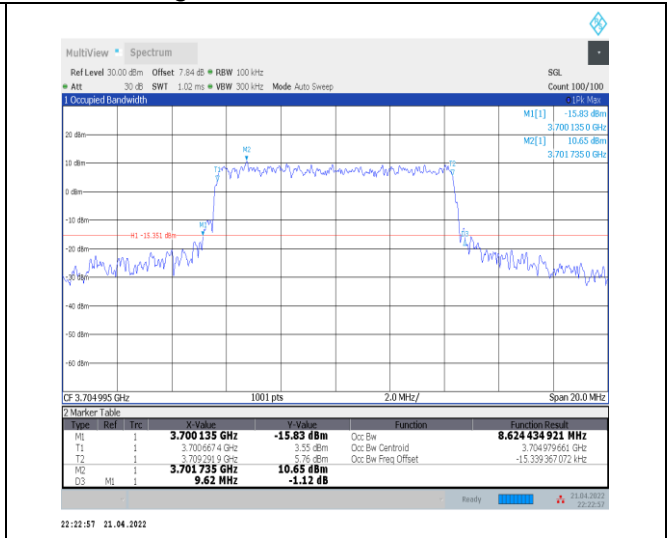 MultiView Spectrum
Ref Level 30.00 dBm Offset 7.84 dB RBW 100 kHz SGL
Att 30 dB SWT 1.02 ms VBW 300 kHz Mode Auto Sweep Count 100/100
1 Occupied Bandwidth 1Pk Max
M1[1] -15.83 dBm
3.700 135 0 GHz
M2[1] 10.65 dBm
3.701 735 0 GHz
20 dBm
M2
10 dBm
T1 T2
0 dBm
-10 dBm
M1
H1 -15.351 dBm
D3
-20 dBm
-30 dBm
-40 dBm
-50 dBm
-60 dBm
CF 3.704 995 GHz 1001 pts 2.0 MHz/ Span 20.0 MHz
2 Marker Table
Type Ref Trc X-Value Y-Value Function Function Result
M1 1 3.700 135 GHz -15.83 dBm Occ Bw 8.624 434 921 MHz
T1 1 3.700 667 4 GHz 3.55 dBm Occ Bw Centroid 3.704 979 661 GHz
T2 1 3.709 291 9 GHz 5.76 dBm Occ Bw Freq Offset -15.339 367 072 kHz
M2 1 3.701 735 GHz 10.65 dBm
D3 M1 1 9.62 MHz -1.12 dB
Ready 21.04.2022
22:22:57
22:22:57 21.04.2022